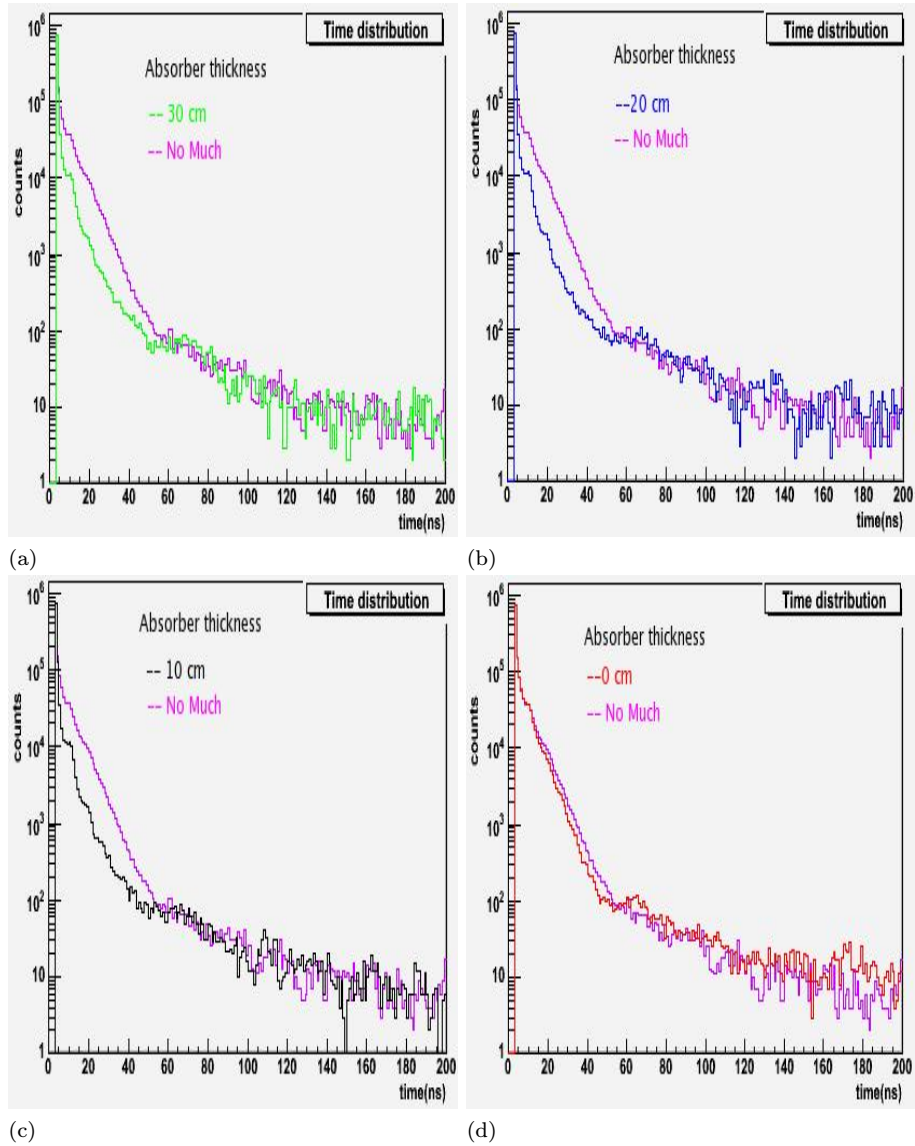 Time distribution
Absorber thickness
-- 30 cm
-- No Much
counts
10^6
10^5
10^4
10^3
10^2
10
1
0 20 40 60 80 100 120 140 160 180 200
time(ns)
(a)
Time distribution
Absorber thickness
--20 cm
-- No Much
counts
10^6
10^5
10^4
10^3
10^2
10
1
0 20 40 60 80 100 120 140 160 180 200
time(ns)
(b)
Time distribution
Absorber thickness
-- 10 cm
-- No Much
counts
10^6
10^5
10^4
10^3
10^2
10
1
0 20 40 60 80 100 120 140 160 180 200
time(ns)
(c)
Time distribution
Absorber thickness
--0 cm
-- No Much
counts
10^6
10^5
10^4
10^3
10^2
10
1
0 20 40 60 80 100 120 140 160 180 200
time(ns)
(d)